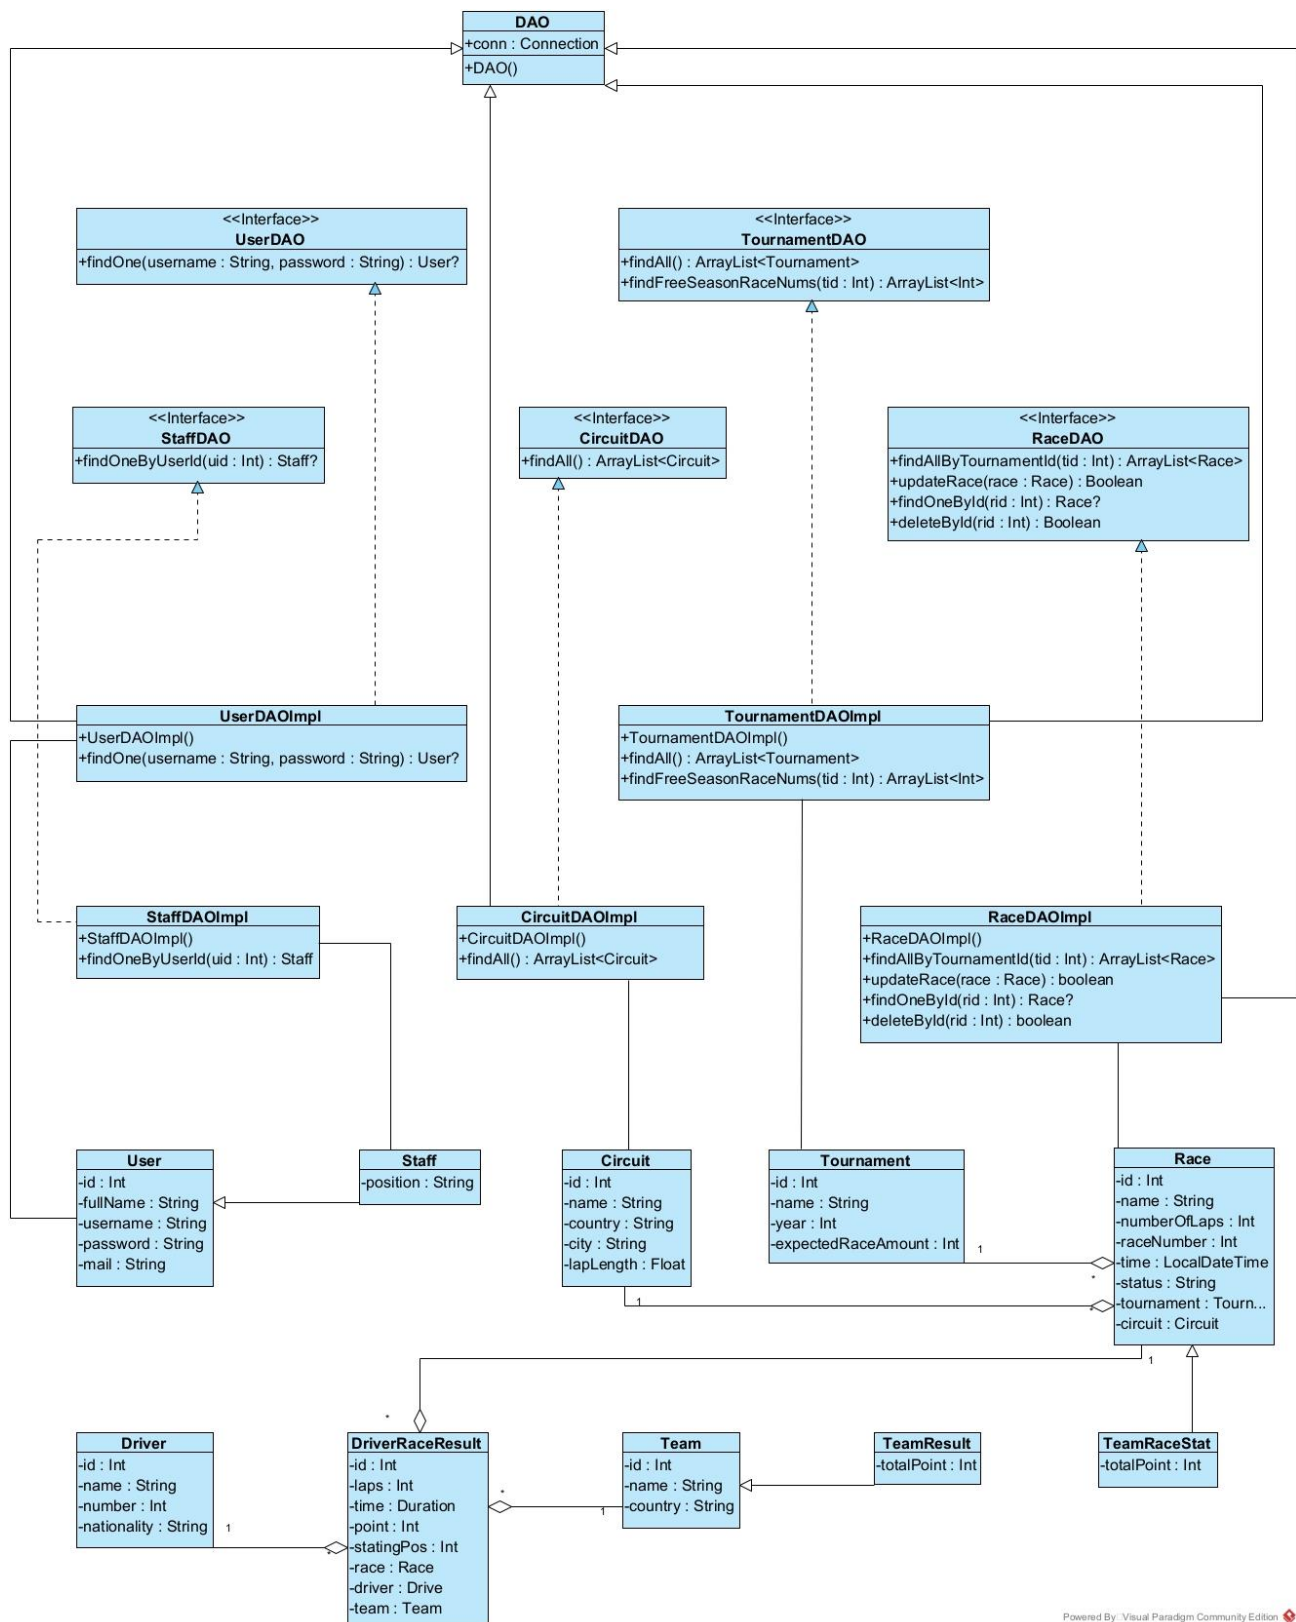 DAO
+conn : Connection
+DAO()
<<Interface>>
UserDAO
+findOne(username : String, password : String) : User?
<<Interface>>
TournamentDAO
+findAll() : ArrayList<Tournament>
+findFreeSeasonRaceNums(tid : Int) : ArrayList<Int>
<<Interface>>
StaffDAO
+findOneByUserId(uid : Int) : Staff?
<<Interface>>
CircuitDAO
+findAll() : ArrayList<Circuit>
<<Interface>>
RaceDAO
+findAllByTournamentId(tid : Int) : ArrayList<Race>
+updateRace(race : Race) : Boolean
+findOneById(rid : Int) : Race?
+deleteById(rid : Int) : Boolean
UserDAOImpl
+UserDAOImpl()
+findOne(username : String, password : String) : User?
TournamentDAOImpl
+TournamentDAOImpl()
+findAll() : ArrayList<Tournament>
+findFreeSeasonRaceNums(tid : Int) : ArrayList<Int>
StaffDAOImpl
+StaffDAOImpl()
+findOneByUserId(uid : Int) : Staff
CircuitDAOImpl
+CircuitDAOImpl()
+findAll() : ArrayList<Circuit>
RaceDAOImpl
+RaceDAOImpl()
+findAllByTournamentId(tid : Int) : ArrayList<Race>
+updateRace(race : Race) : boolean
+findOneById(rid : Int) : Race?
+deleteById(rid : Int) : boolean
User
-id : Int
-fullName : String
-username : String
-password : String
-mail : String
Staff
-position : String
Circuit
-id : Int
-name : String
-country : String
-city : String
-lapLength : Float
Tournament
-id : Int
-name : String
-year : Int
-expectedRaceAmount : Int
Race
-id : Int
-name : String
-numberOfLaps : Int
-raceNumber : Int
-time : LocalDateTime
-status : String
-tournament : Tourn...
-circuit : Circuit
1
*
1
*
1
*
Driver
-id : Int
-name : String
-number : Int
-nationality : String
1
*
DriverRaceResult
-id : Int
-laps : Int
-time : Duration
-point : Int
-statingPos : Int
-race : Race
-driver : Drive
-team : Team
*
1
Team
-id : Int
-name : String
-country : String
TeamResult
-totalPoint : Int
TeamRaceStat
-totalPoint : Int
Powered By Visual Paradigm Community Edition